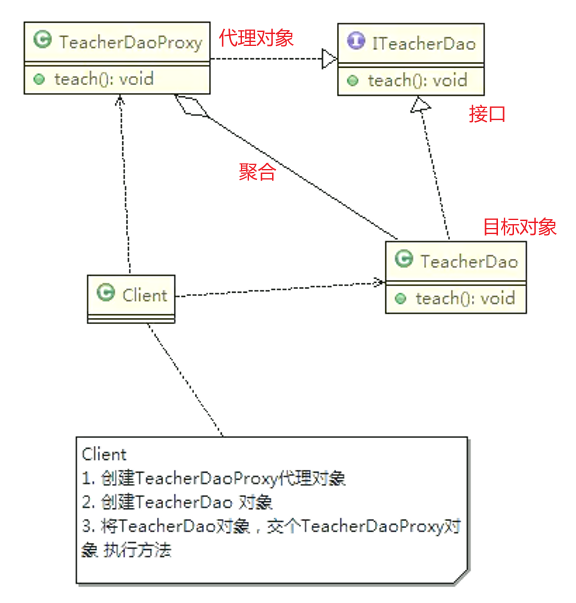 C TeacherDaoProxy
teach(): void
代理对象
I ITeacherDao
teach(): void
接口
聚合
目标对象
C TeacherDao
teach(): void
C Client
Client
1. 创建TeacherDaoProxy代理对象
2. 创建TeacherDao 对象
3. 将TeacherDao对象，交个TeacherDaoProxy对
象 执行方法